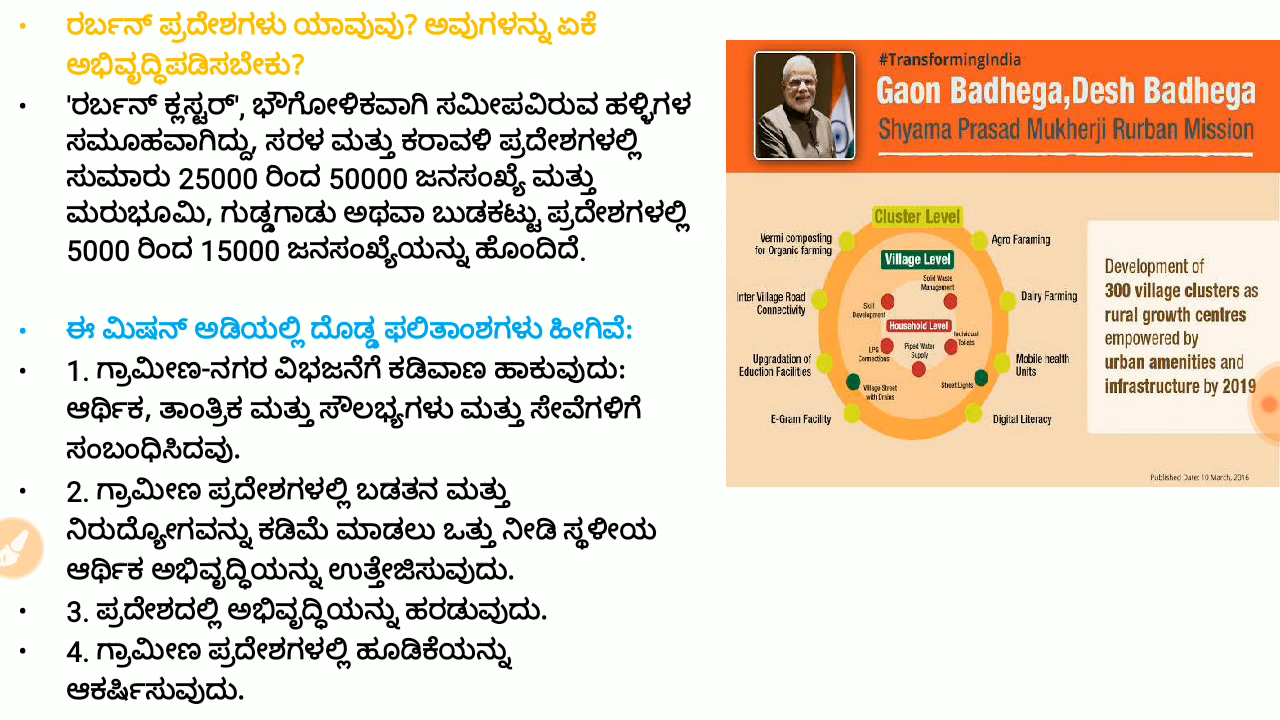 • ರರ್ಬನ್ ಪ್ರದೇಶಗಳು ಯಾವುವು? ಅವುಗಳನ್ನು ಏಕೆ
ಅಭಿವೃದ್ಧಿಪಡಿಸಬೇಕು?
• 'ರರ್ಬನ್ ಕ್ಲಸ್ಟರ್', ಭೌಗೋಳಿಕವಾಗಿ ಸಮೀಪವಿರುವ ಹಳ್ಳಿಗಳ
ಸಮೂಹವಾಗಿದ್ದು, ಸರಳ ಮತ್ತು ಕರಾವಳಿ ಪ್ರದೇಶಗಳಲ್ಲಿ
ಸುಮಾರು 25000 ರಿಂದ 50000 ಜನಸಂಖ್ಯೆ ಮತ್ತು
ಮರುಭೂಮಿ, ಗುಡ್ಡಗಾಡು ಅಥವಾ ಬುಡಕಟ್ಟು ಪ್ರದೇಶಗಳಲ್ಲಿ
5000 ರಿಂದ 15000 ಜನಸಂಖ್ಯೆಯನ್ನು ಹೊಂದಿದೆ.
• ಈ ಮಿಷನ್ ಅಡಿಯಲ್ಲಿ ದೊಡ್ಡ ಫಲಿತಾಂಶಗಳು ಹೀಗಿವೆ:
• 1. ಗ್ರಾಮೀಣ-ನಗರ ವಿಭಜನೆಗೆ ಕಡಿವಾಣ ಹಾಕುವುದು:
ಆರ್ಥಿಕ, ತಾಂತ್ರಿಕ ಮತ್ತು ಸೌಲಭ್ಯಗಳು ಮತ್ತು ಸೇವೆಗಳಿಗೆ
ಸಂಬಂಧಿಸಿದವು.
• 2. ಗ್ರಾಮೀಣ ಪ್ರದೇಶಗಳಲ್ಲಿ ಬಡತನ ಮತ್ತು
ನಿರುದ್ಯೋಗವನ್ನು ಕಡಿಮೆ ಮಾಡಲು ಒತ್ತು ನೀಡಿ ಸ್ಥಳೀಯ
ಆರ್ಥಿಕ ಅಭಿವೃದ್ಧಿಯನ್ನು ಉತ್ತೇಜಿಸುವುದು.
• 3. ಪ್ರದೇಶದಲ್ಲಿ ಅಭಿವೃದ್ಧಿಯನ್ನು ಹರಡುವುದು.
• 4. ಗ್ರಾಮೀಣ ಪ್ರದೇಶಗಳಲ್ಲಿ ಹೂಡಿಕೆಯನ್ನು
ಆಕರ್ಷಿಸುವುದು.
#TransformingIndia
Gaon Badhega,Desh Badhega
Shyama Prasad Mukherji Rurban Mission
Cluster Level
Vermi composting
for Organic farming
Agro Faraming
Village Level
Solid Waste
Management
Inter Village Road
Connectivity
Dairy Farming
Skill
Development
Household Level
Individual
Toilets
LPG
Connections
Piped Water
Supply
Upgradation of
Eduction Facilities
Mobile health
Units
Village Street
with Drains
Street Lights
E-Gram Facility
Digital Literacy
Development of
300 village clusters as
rural growth centres
empowered by
urban amenities and
infrastructure by 2019
Published Date: 10 March, 2016